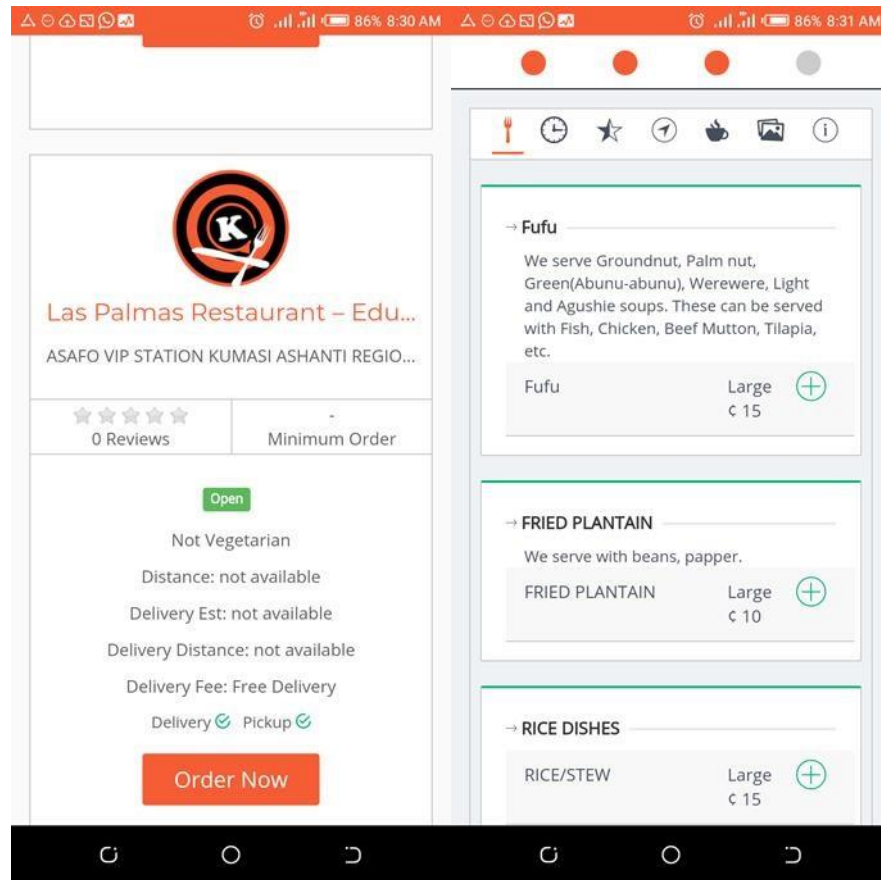 86% 8:30 AM
K
Las Palmas Restaurant – Edu...
ASAFO VIP STATION KUMASI ASHANTI REGIO...
0 Reviews
-
Minimum Order
Open
Not Vegetarian
Distance: not available
Delivery Est: not available
Delivery Distance: not available
Delivery Fee: Free Delivery
Delivery Pickup
Order Now
86% 8:31 AM
Fufu
We serve Groundnut, Palm nut,
Green(Abunu-abunu), Werewere, Light
and Agushie soups. These can be served
with Fish, Chicken, Beef Mutton, Tilapia,
etc.
Fufu Large
¢ 15
FRIED PLANTAIN
We serve with beans, papper.
FRIED PLANTAIN Large
¢ 10
RICE DISHES
RICE/STEW Large
¢ 15